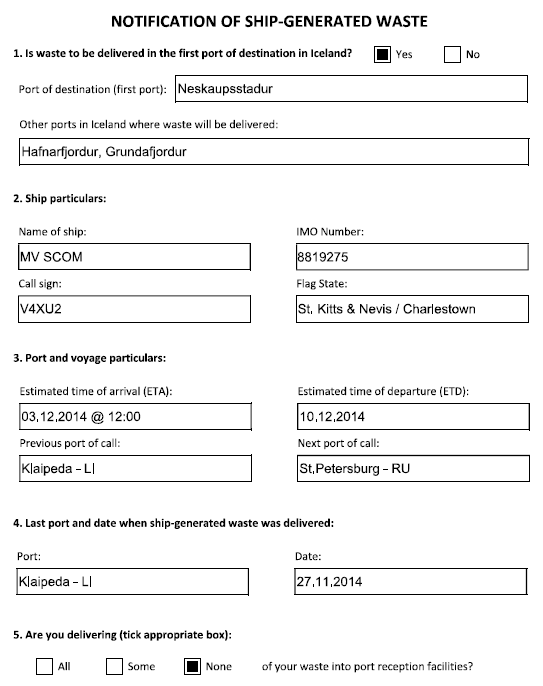 NOTIFICATION OF SHIP-GENERATED WASTE
1. Is waste to be delivered in the first port of destination in Iceland? Yes No
Port of destination (first port): Neskaupsstadur
Other ports in Iceland where waste will be delivered:
Hafnarfjordur, Grundafjordur
2. Ship particulars:
Name of ship: IMO Number:
MV SCOM 8819275
Call sign: Flag State:
V4XU2 St, Kitts & Nevis / Charlestown
3. Port and voyage particulars:
Estimated time of arrival (ETA): Estimated time of departure (ETD):
03,12,2014 @ 12:00 10,12,2014
Previous port of call: Next port of call:
Klaipeda - LI St,Petersburg - RU
4. Last port and date when ship-generated waste was delivered:
Port: Date:
Klaipeda - LI 27,11,2014
5. Are you delivering (tick appropriate box):
All Some None of your waste into port reception facilities?